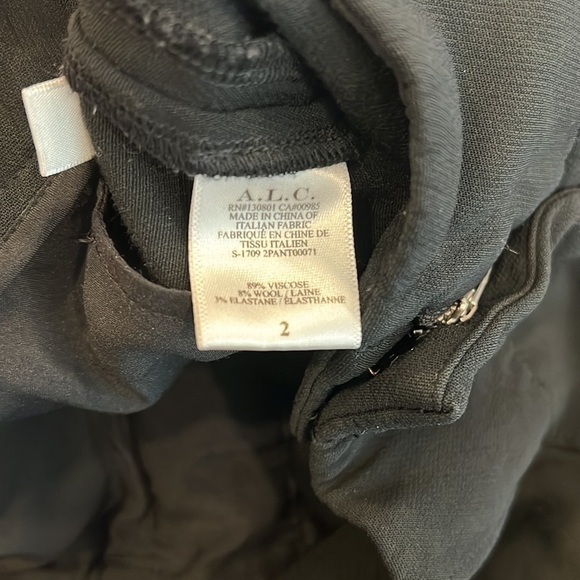 A.L.C.
RN#130801 CA#00985
MADE IN CHINA OF
ITALIAN FABRIC
FABRIQUÉ EN CHINE DE
TISSU ITALIEN
S-1709 2PANT00071
89% VISCOSE
8% WOOL / LAINE
3% ELASTANE / ÉLASTHANNE
2